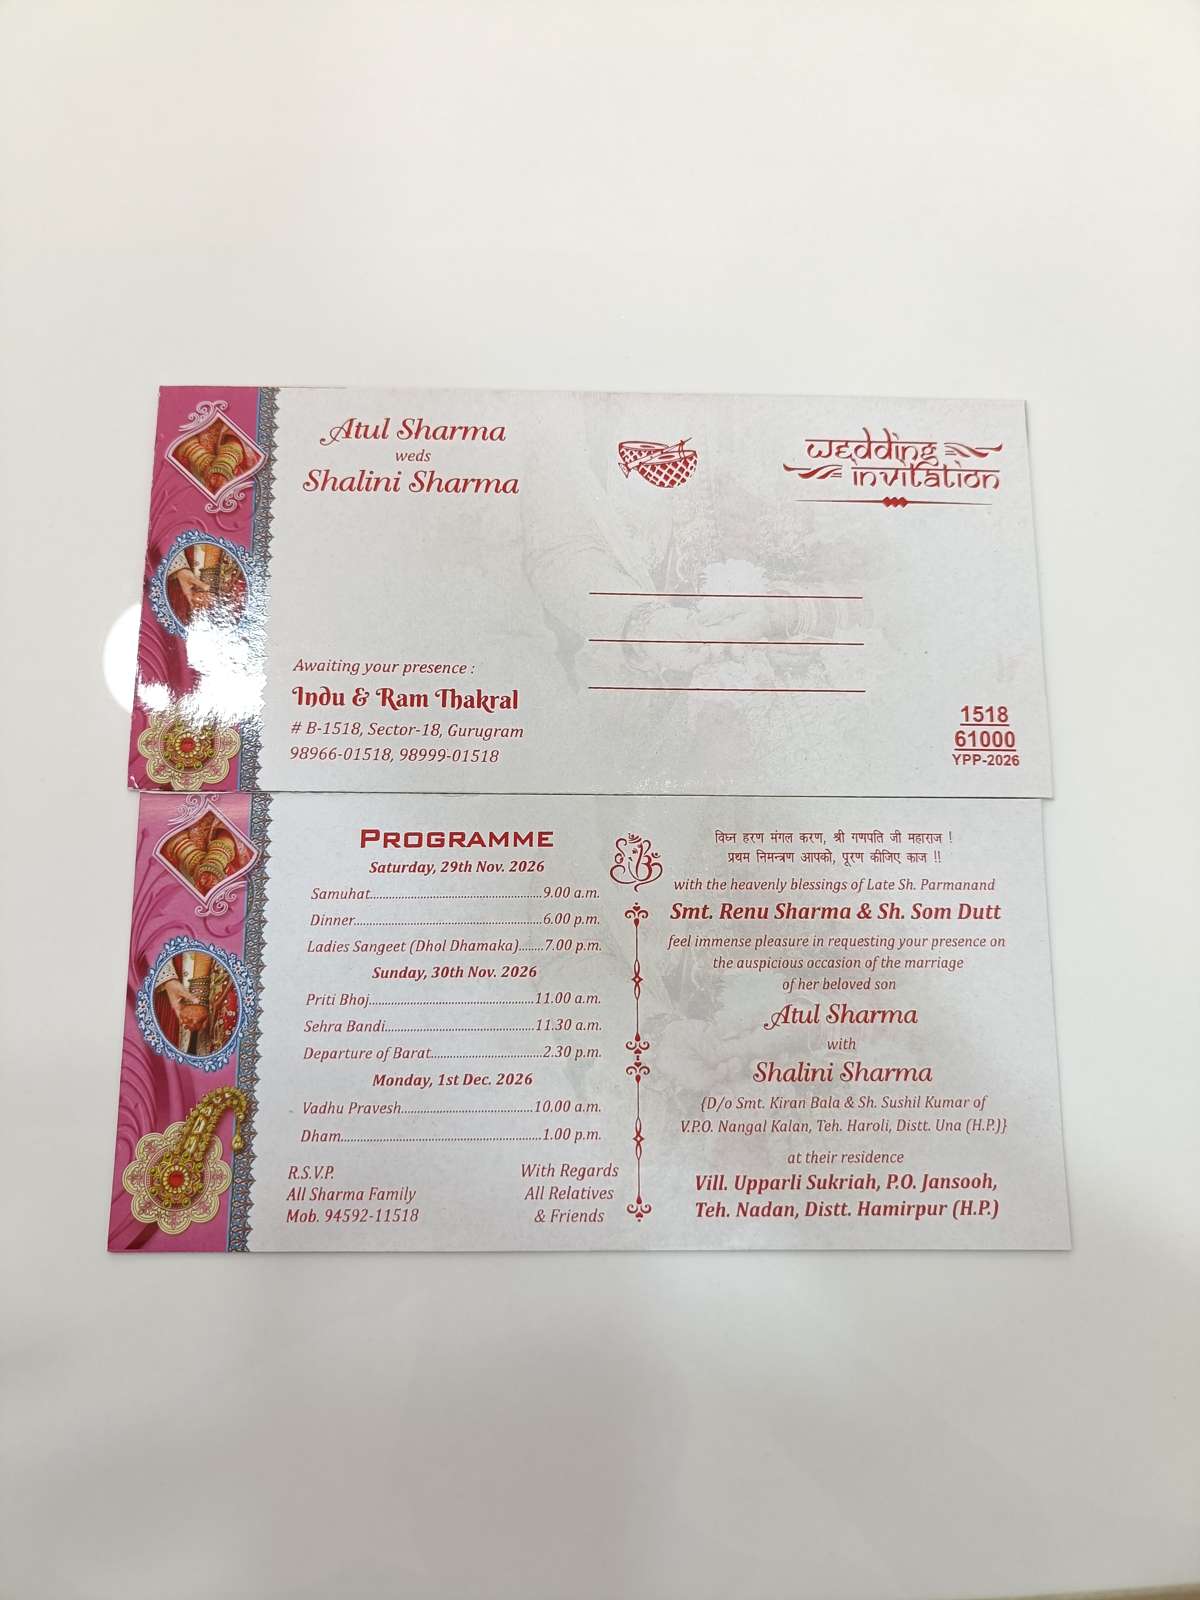 Atul Sharma
weds
Shalini Sharma
wedding
invitation
Awaiting your presence :
Indu & Ram Thakral
# B-1518, Sector-18, Gurugram
98966-01518, 98999-01518
1518
61000
YPP-2026
PROGRAMME
Saturday, 29th Nov. 2026
Samuhat..........9.00 a.m.
Dinner..........6.00 p.m.
Ladies Sangeet (Dhol Dhamaka).......7.00 p.m.
Sunday, 30th Nov. 2026
Priti Bhoj..........11.00 a.m.
Sehra Bandi..........11.30 a.m.
Departure of Barat..........2.30 p.m.
Monday, 1st Dec. 2026
Vadhu Pravesh..........10.00 a.m.
Dham..........1.00 p.m.
R.S.V.P.
All Sharma Family
Mob. 94592-11518
With Regards
All Relatives
& Friends
विघ्न हरण मंगल करण, श्री गणपति जी महाराज !
प्रथम निमन्त्रण आपको, पूरण कीजिए काज !!
with the heavenly blessings of Late Sh. Parmanand
Smt. Renu Sharma & Sh. Som Dutt
feel immense pleasure in requesting your presence on
the auspicious occasion of the marriage
of her beloved son
Atul Sharma
with
Shalini Sharma
{D/o Smt. Kiran Bala & Sh. Sushil Kumar of
V.P.O. Nangal Kalan, Teh. Haroli, Distt. Una (H.P.)}
at their residence
Vill. Upparli Sukriah, P.O. Jansooh,
Teh. Nadan, Distt. Hamirpur (H.P.)